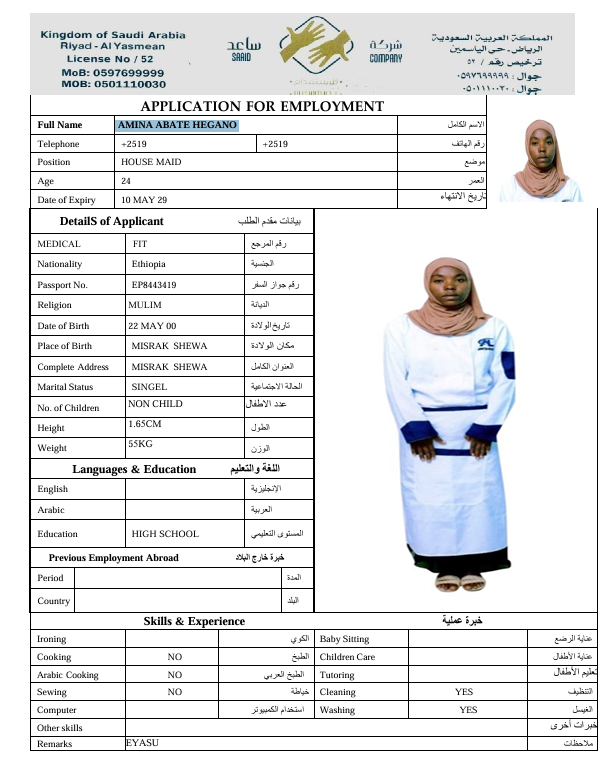 Kingdom of Saudi Arabia
Riyad - Al Yasmean
License No / 52
MoB: 0597699999
MOB: 0501110030
ساعد
SAAID
شركة
COMPANY
المملكة العربية السعودية
الرياض - حي الياسمين
ترخيص رقم / ٥٢
جوال : ٠٥٩٧٦٩٩٩٩٩
جوال : ٠٥٠١١١٠٠٣٠
APPLICATION FOR EMPLOYMENT
Full Name AMINA ABATE HEGANO الاسم الكامل
Telephone +2519 +2519 رقم الهاتف
Position HOUSE MAID موضع
Age 24 العمر
Date of Expiry 10 MAY 29 تاريخ الانتهاء
DetailS of Applicant بيانات مقدم الطلب
MEDICAL FIT رقم المرجع
Nationality Ethiopia الجنسية
Passport No. EP8443419 رقم جواز السفر
Religion MULIM الديانة
Date of Birth 22 MAY 00 تاريخ الولادة
Place of Birth MISRAK SHEWA مكان الولادة
Complete Address MISRAK SHEWA العنوان الكامل
Marital Status SINGEL الحالة الاجتماعية
No. of Children NON CHILD عدد الاطفال
Height 1.65CM الطول
Weight 55KG الوزن
Languages & Education اللغة والتعليم
English الإنجليزية
Arabic العربية
Education HIGH SCHOOL المستوى التعليمي
Previous Employment Abroad خبرة خارج البلاد
Period المدة
Country البلد
Skills & Experience خبرة عملية
Ironing الكوي Baby Sitting عناية الرضع
Cooking NO الطبخ Children Care عناية الأطفال
Arabic Cooking NO الطبخ العربي Tutoring تعليم الأطفال
Sewing NO خياطة Cleaning YES التنظيف
Computer استخدام الكمبيوتر Washing YES الغيسل
Other skills خبرات أخرى
Remarks EYASU ملاحظات